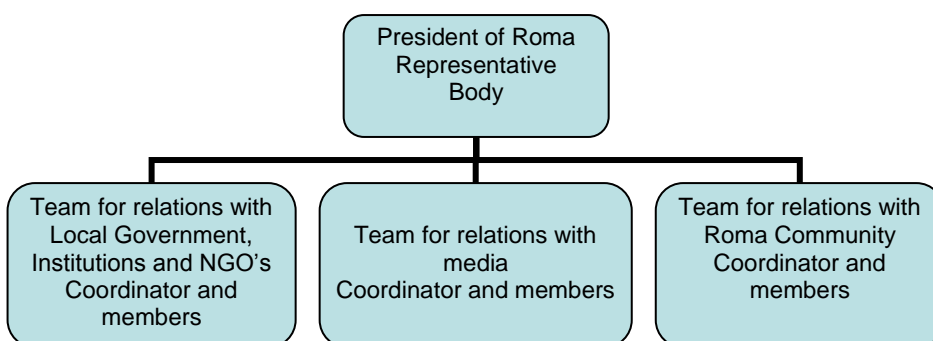 President of Roma
Representative
Body
Team for relations with
Local Government,
Institutions and NGO's
Coordinator and
members
Team for relations with
media
Coordinator and members
Team for relations with
Roma Community
Coordinator and
members